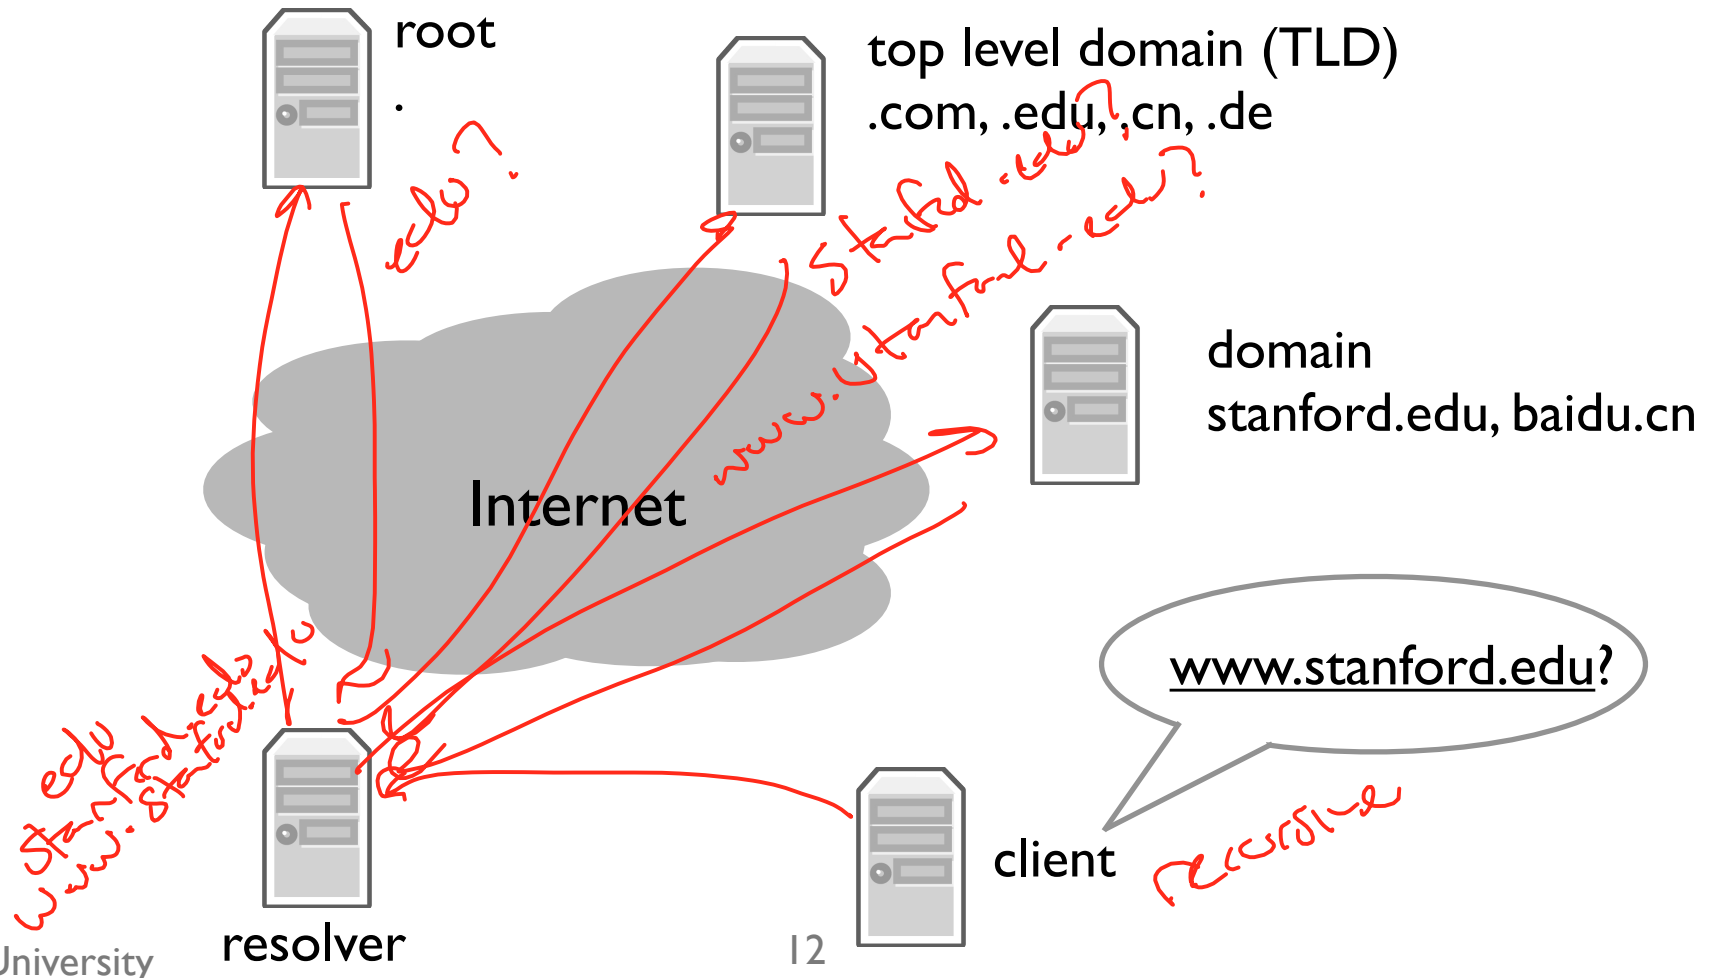 root
.
top level domain (TLD)
.com, .edu, .cn, .de
edu?
stanford.edu?
www.stanford.edu?
domain
stanford.edu, baidu.cn
Internet
www.stanford.edu?
edu
stanford.edu
www.stanford.edu
client
recursive
resolver
University
12